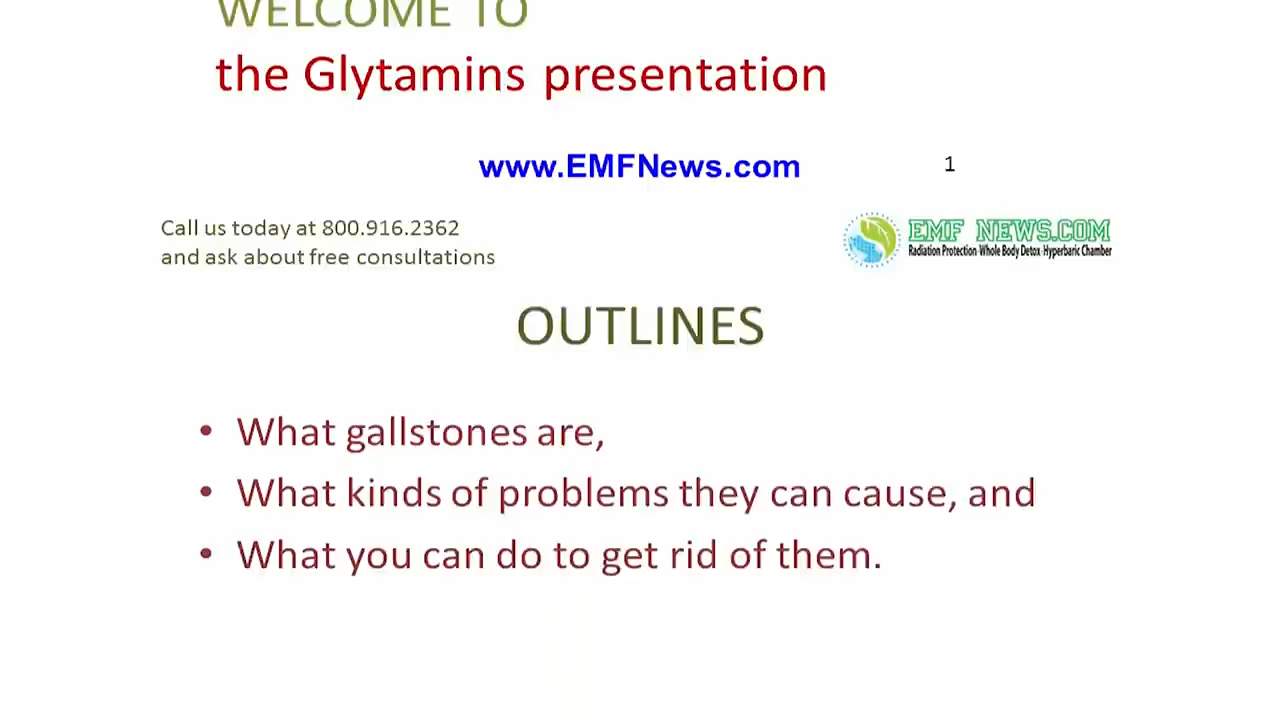 WELCOME TO
the Glytamins presentation
www.EMFNews.com
1
Call us today at 800.916.2362
and ask about free consultations
EMF NEWS.COM
Radiation Protection-Whole Body Detox-Hyperbaric Chamber
OUTLINES
• What gallstones are,
• What kinds of problems they can cause, and
• What you can do to get rid of them.